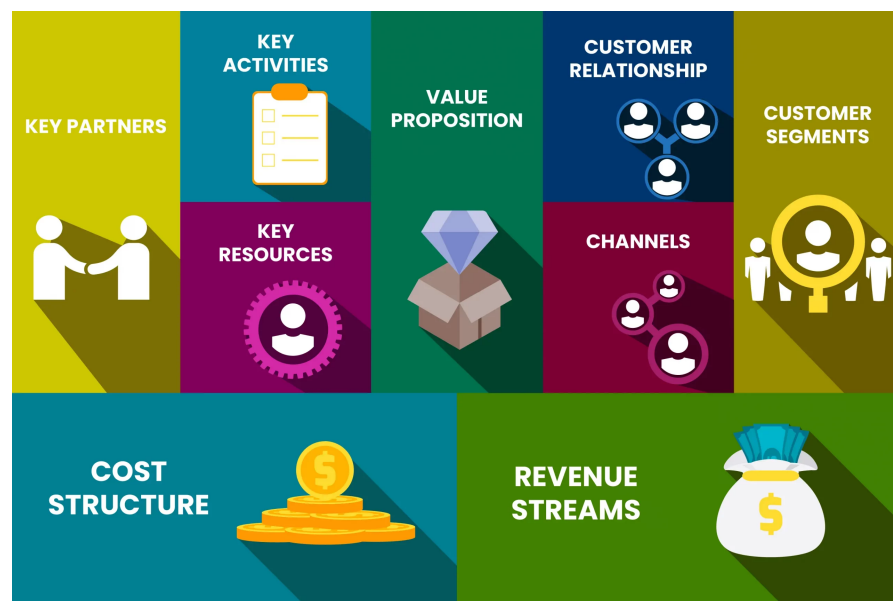 KEY PARTNERS
KEY
ACTIVITIES
KEY
RESOURCES
VALUE
PROPOSITION
CUSTOMER
RELATIONSHIP
CHANNELS
CUSTOMER
SEGMENTS
COST
STRUCTURE
$
REVENUE
STREAMS
$